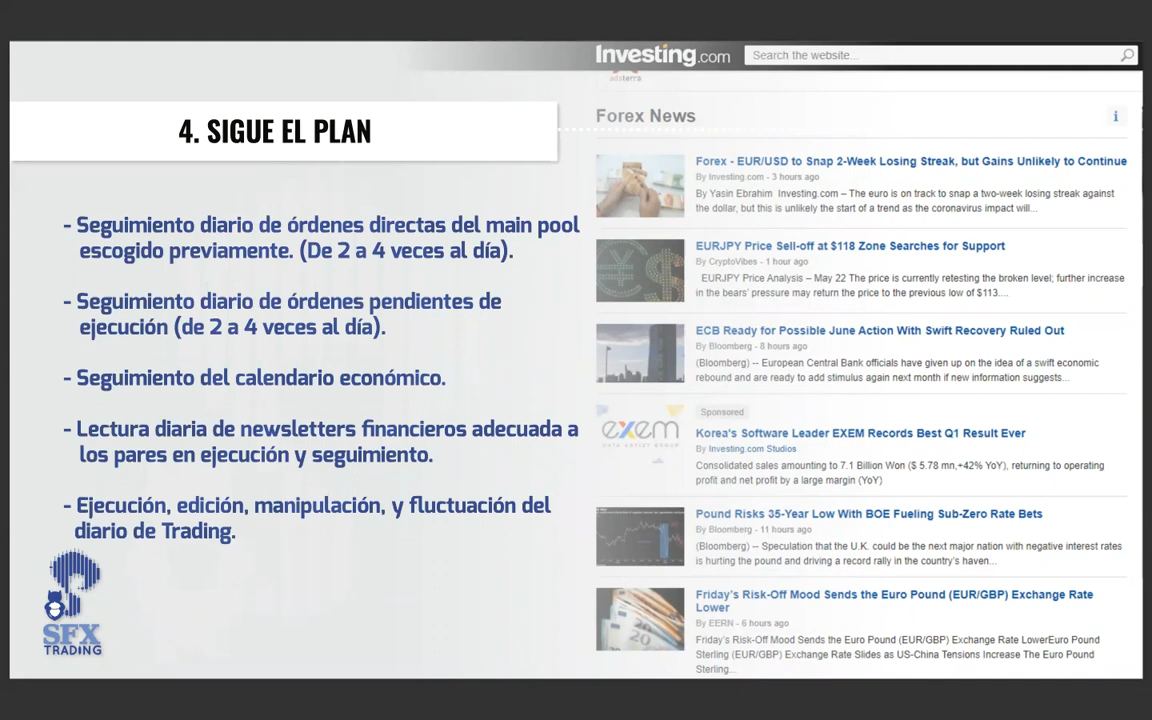 Investing.com
Search the website...
adsterra
4. SIGUE EL PLAN
- Seguimiento diario de órdenes directas del main pool
escogido previamente. (De 2 a 4 veces al día).
- Seguimiento diario de órdenes pendientes de
ejecución (de 2 a 4 veces al día).
- Seguimiento del calendario económico.
- Lectura diaria de newsletters financieros adecuada a
los pares en ejecución y seguimiento.
- Ejecución, edición, manipulación, y fluctuación del
diario de Trading.
SFX
TRADING
Forex News
i
Forex - EUR/USD to Snap 2-Week Losing Streak, but Gains Unlikely to Continue
By Investing.com - 3 hours ago
By Yasin Ebrahim Investing.com – The euro is on track to snap a two-week losing streak against
the dollar, but this is unlikely the start of a trend as the coronavirus impact will...
EURJPY Price Sell-off at $118 Zone Searches for Support
By CryptoVibes - 1 hour ago
EURJPY Price Analysis – May 22 The price is currently retesting the broken level; further increase
in the bears' pressure may return the price to the previous low of $113....
ECB Ready for Possible June Action With Swift Recovery Ruled Out
By Bloomberg - 8 hours ago
(Bloomberg) -- European Central Bank officials have given up on the idea of a swift economic
rebound and are ready to add stimulus again next month if new information suggests...
exem
DATA ARTIST GROUP
Sponsored
Korea's Software Leader EXEM Records Best Q1 Result Ever
By Investing.com Studios
Consolidated sales amounting to 7.1 Billion Won ($ 5.78 mn,+42% YoY), returning to operating
profit and net profit by a large margin (YoY)
Pound Risks 35-Year Low With BOE Fueling Sub-Zero Rate Bets
By Bloomberg - 11 hours ago
(Bloomberg) -- Speculation that the U.K. could be the next major nation with negative interest rates
is hurting the pound and driving a record rally in the country's haven...
Friday's Risk-Off Mood Sends the Euro Pound (EUR/GBP) Exchange Rate
Lower
By EERN - 6 hours ago
Friday's Risk-Off Mood Sends the Euro Pound (EUR/GBP) Exchange Rate LowerEuro Pound
Sterling (EUR/GBP) Exchange Rate Slides as US-China Tensions Increase The Euro Pound
Sterling...